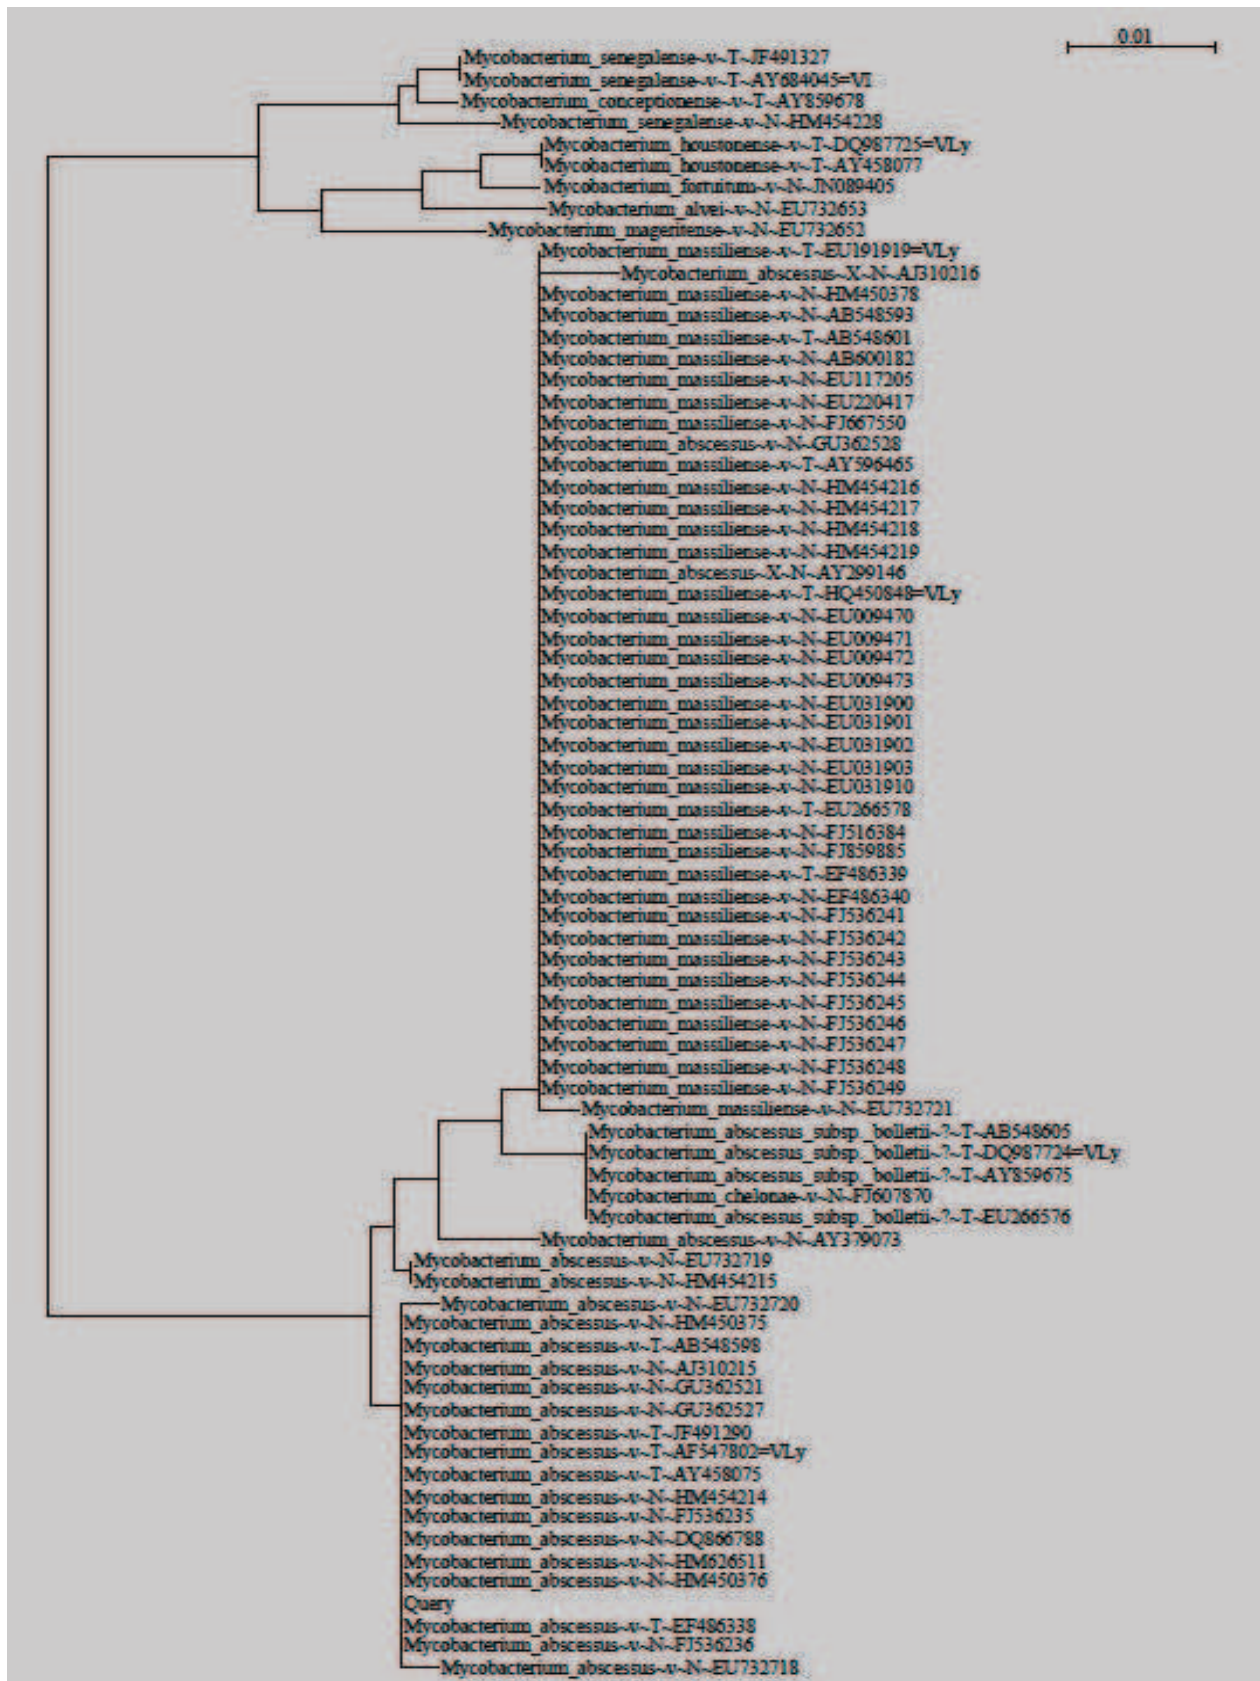 0.01
Mycobacterium_senegalense~v~T~JF491327
Mycobacterium_senegalense~v~T~AY684045=VI
Mycobacterium_conceptionense~v~T~AY859678
Mycobacterium_senegalense~v~N~HM454228
Mycobacterium_houstonense~v~T~DQ987725=VLy
Mycobacterium_houstonense~v~T~AY458077
Mycobacterium_fortuitum~v~N~JN089405
Mycobacterium_alvei~v~N~EU732653
Mycobacterium_mageritense~v~N~EU732652
Mycobacterium_massiliense~v~T~EU191919=VLy
Mycobacterium_abscessus~X~N~AJ310216
Mycobacterium_massiliense~v~N~HM450378
Mycobacterium_massiliense~v~N~AB548593
Mycobacterium_massiliense~v~T~AB548601
Mycobacterium_massiliense~v~N~AB600182
Mycobacterium_massiliense~v~N~EU117205
Mycobacterium_massiliense~v~N~EU220417
Mycobacterium_massiliense~v~N~FJ667550
Mycobacterium_abscessus~v~N~GU362528
Mycobacterium_massiliense~v~T~AY596465
Mycobacterium_massiliense~v~N~HM454216
Mycobacterium_massiliense~v~N~HM454217
Mycobacterium_massiliense~v~N~HM454218
Mycobacterium_massiliense~v~N~HM454219
Mycobacterium_abscessus~X~N~AY299146
Mycobacterium_massiliense~v~T~HQ450848=VLy
Mycobacterium_massiliense~v~N~EU009470
Mycobacterium_massiliense~v~N~EU009471
Mycobacterium_massiliense~v~N~EU009472
Mycobacterium_massiliense~v~N~EU009473
Mycobacterium_massiliense~v~N~EU031900
Mycobacterium_massiliense~v~N~EU031901
Mycobacterium_massiliense~v~N~EU031902
Mycobacterium_massiliense~v~N~EU031903
Mycobacterium_massiliense~v~N~EU031910
Mycobacterium_massiliense~v~T~EU266578
Mycobacterium_massiliense~v~N~FJ516384
Mycobacterium_massiliense~v~N~FJ859885
Mycobacterium_massiliense~v~T~EF486339
Mycobacterium_massiliense~v~N~EF486340
Mycobacterium_massiliense~v~N~FJ536241
Mycobacterium_massiliense~v~N~FJ536242
Mycobacterium_massiliense~v~N~FJ536243
Mycobacterium_massiliense~v~N~FJ536244
Mycobacterium_massiliense~v~N~FJ536245
Mycobacterium_massiliense~v~N~FJ536246
Mycobacterium_massiliense~v~N~FJ536247
Mycobacterium_massiliense~v~N~FJ536248
Mycobacterium_massiliense~v~N~FJ536249
Mycobacterium_massiliense~v~N~EU732721
Mycobacterium_abscessus_subsp._bolletii~?~T~AB548605
Mycobacterium_abscessus_subsp._bolletii~?~T~DQ987724=VLy
Mycobacterium_abscessus_subsp._bolletii~?~T~AY859675
Mycobacterium_chelonae~v~N~FJ607870
Mycobacterium_abscessus_subsp._bolletii~?~T~EU266576
Mycobacterium_abscessus~v~N~AY379073
Mycobacterium_abscessus~v~N~EU732719
Mycobacterium_abscessus~v~N~HM454215
Mycobacterium_abscessus~v~N~EU732720
Mycobacterium_abscessus~v~N~HM450375
Mycobacterium_abscessus~v~T~AB548598
Mycobacterium_abscessus~v~N~AJ310215
Mycobacterium_abscessus~v~N~GU362521
Mycobacterium_abscessus~v~N~GU362527
Mycobacterium_abscessus~v~T~JF491290
Mycobacterium_abscessus~v~T~AF547802=VLy
Mycobacterium_abscessus~v~T~AY458075
Mycobacterium_abscessus~v~N~HM454214
Mycobacterium_abscessus~v~N~FJ536235
Mycobacterium_abscessus~v~N~DQ866788
Mycobacterium_abscessus~v~N~HM626511
Mycobacterium_abscessus~v~N~HM450376
Query
Mycobacterium_abscessus~v~T~EF486338
Mycobacterium_abscessus~v~N~FJ536236
Mycobacterium_abscessus~v~N~EU732718